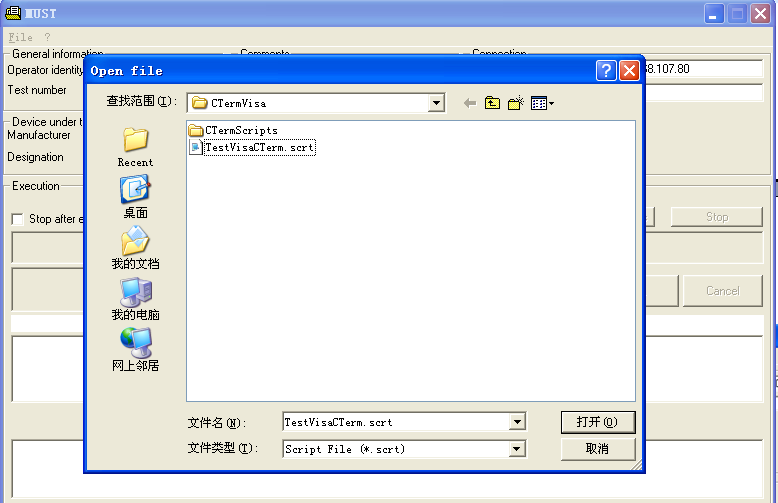 MUST
File ?
General information
Comments
Connection
Operator identity
68.107.80
Test number
Device under t
Manufacturer
Designation
Execution
Stop after e
Stop
Cancel
Open file
查找范围(I):
CTermVisa
CTermScripts
TestVisaCTerm.scrt
Recent
桌面
我的文档
我的电脑
网上邻居
文件名(N):
TestVisaCTerm.scrt
打开(O)
文件类型(T):
Script File (*.scrt)
取消